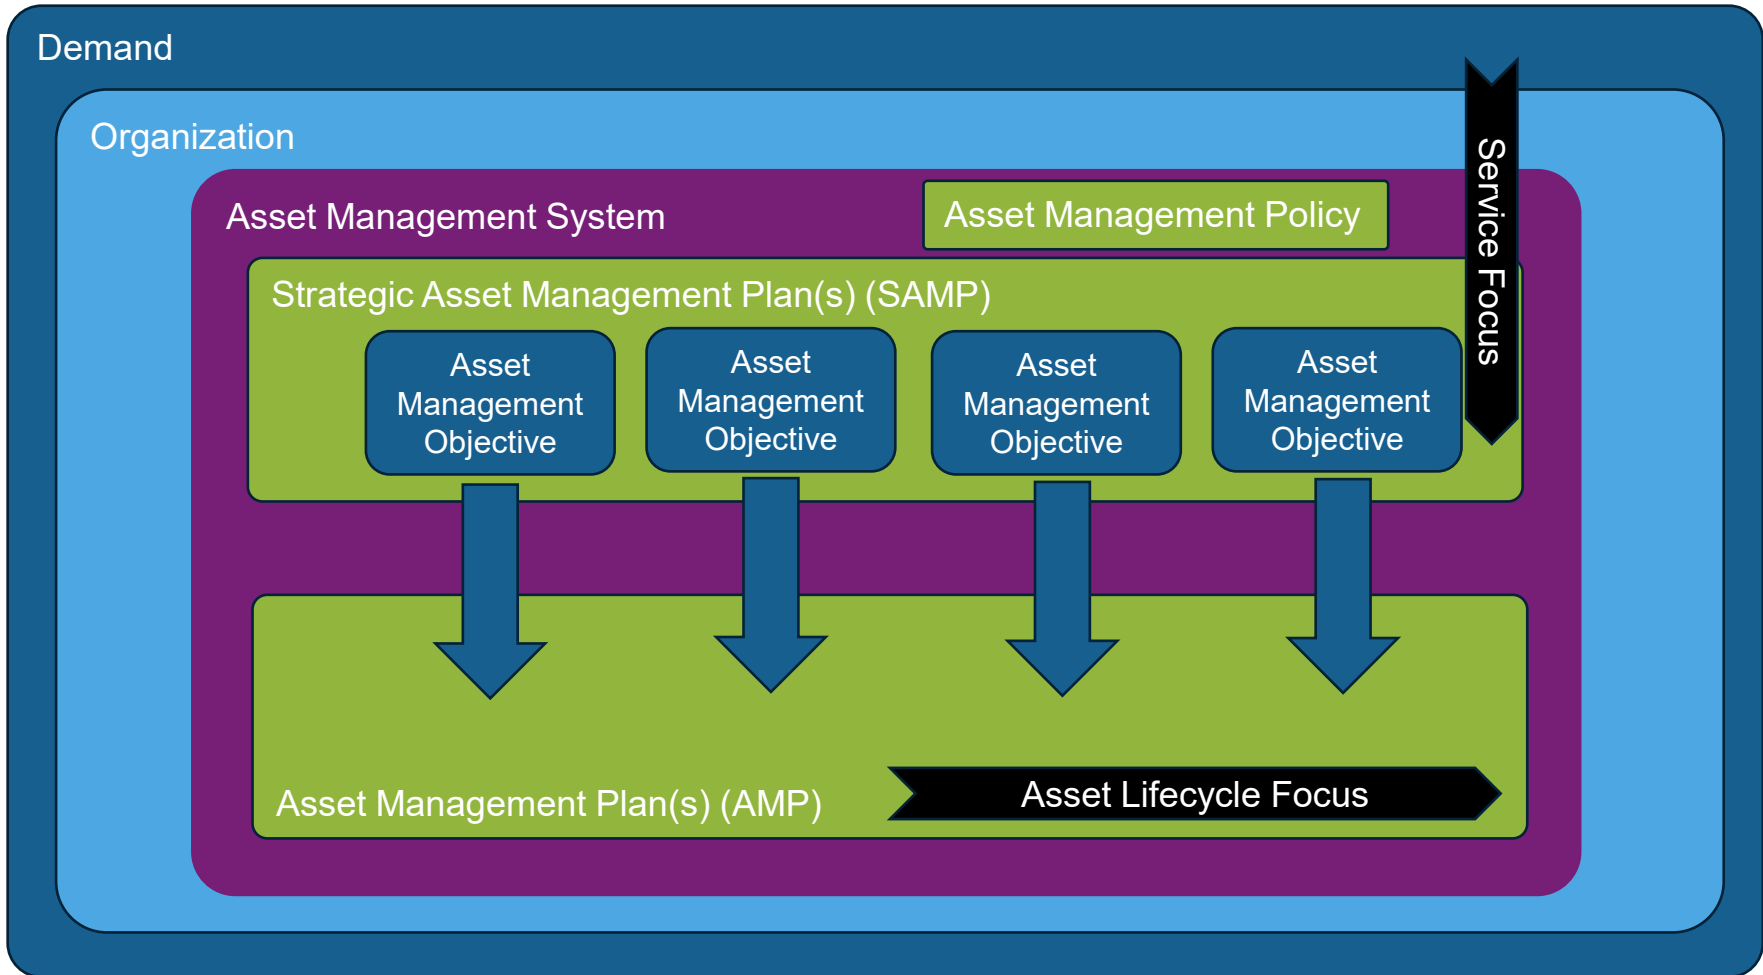 Demand
Organization
Asset Management System
Asset Management Policy
Service Focus
Strategic Asset Management Plan(s) (SAMP)
Asset
Management
Objective
Asset
Management
Objective
Asset
Management
Objective
Asset
Management
Objective
Asset Management Plan(s) (AMP)
Asset Lifecycle Focus